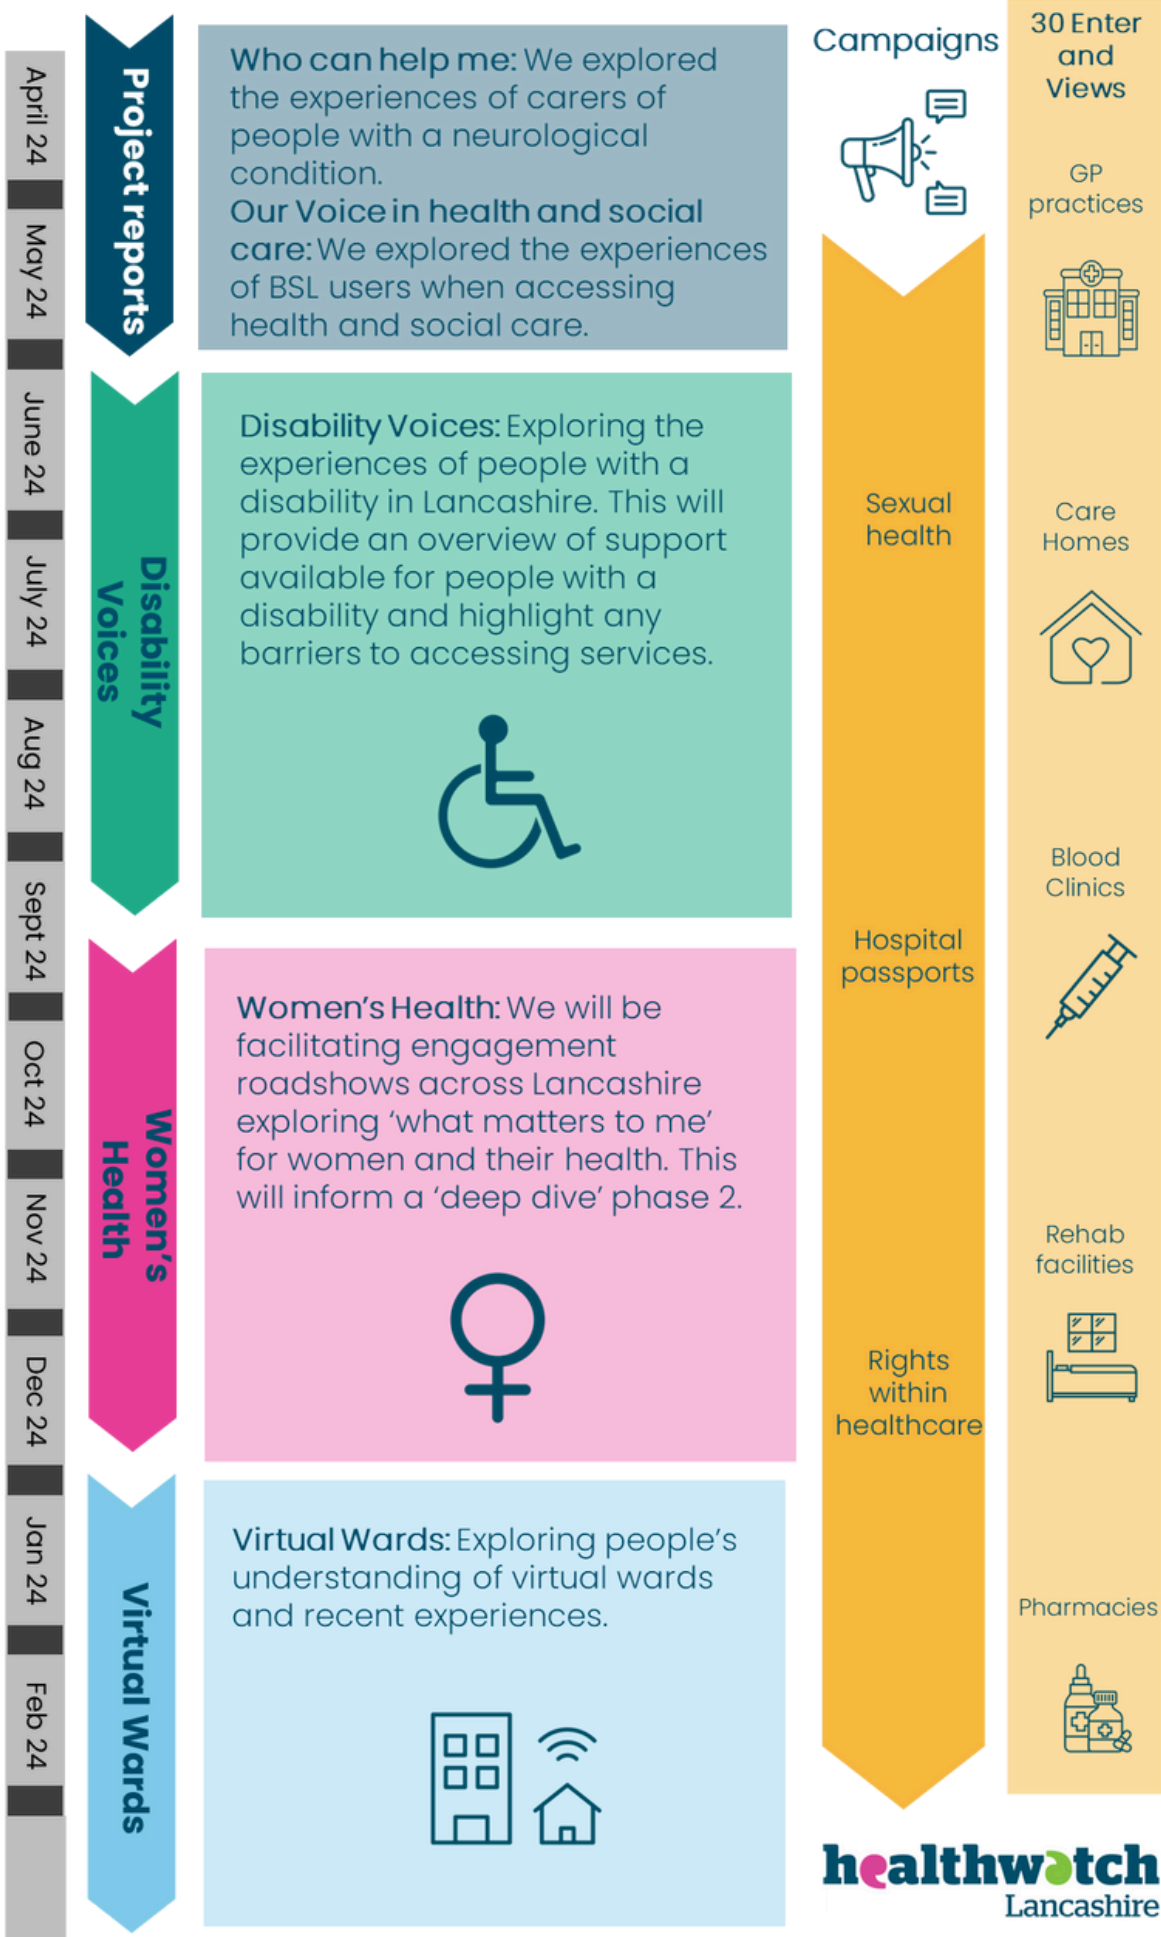 April 24
May 24
June 24
July 24
Aug 24
Sept 24
Oct 24
Nov 24
Dec 24
Jan 24
Feb 24
Project reports
Who can help me: We explored
the experiences of carers of
people with a neurological
condition.
Our Voice in health and social
care: We explored the experiences
of BSL users when accessing
health and social care.
Disability
Voices
Disability Voices: Exploring the
experiences of people with a
disability in Lancashire. This will
provide an overview of support
available for people with a
disability and highlight any
barriers to accessing services.
Women's
Health
Women's Health: We will be
facilitating engagement
roadshows across Lancashire
exploring 'what matters to me'
for women and their health. This
will inform a 'deep dive' phase 2.
Virtual Wards
Virtual Wards: Exploring people's
understanding of virtual wards
and recent experiences.
Campaigns
Sexual
health
Hospital
passports
Rights
within
healthcare
30 Enter
and
Views
GP
practices
Care
Homes
Blood
Clinics
Rehab
facilities
Pharmacies
healthwatch
Lancashire